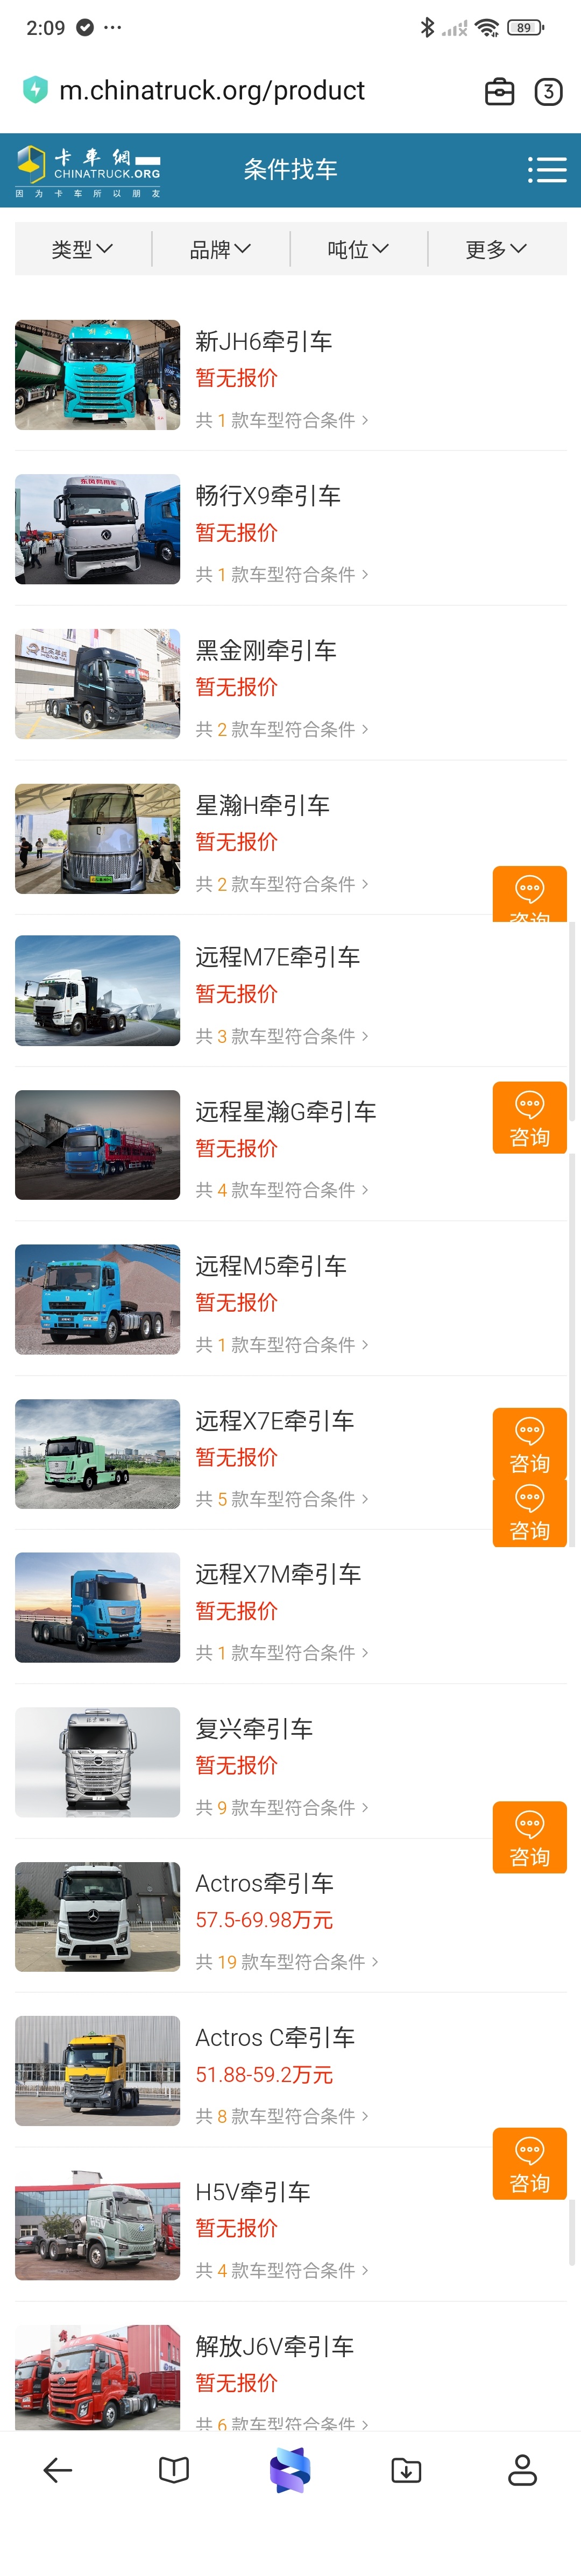 2:09
89
m.chinatruck.org/product
3
卡車網
CHINATRUCK.ORG
因为卡车所以朋友
条件找车
类型
品牌
吨位
更多
新JH6牵引车
暂无报价
共 1 款车型符合条件
东风商用车
畅行X9牵引车
暂无报价
共 1 款车型符合条件
黑金刚牵引车
暂无报价
共 2 款车型符合条件
星瀚H牵引车
暂无报价
共 2 款车型符合条件
咨询
远程M7E牵引车
暂无报价
共 3 款车型符合条件
远程星瀚G牵引车
暂无报价
共 4 款车型符合条件
咨询
远程M5牵引车
暂无报价
共 1 款车型符合条件
远程X7E牵引车
暂无报价
共 5 款车型符合条件
咨询
咨询
远程X7M牵引车
暂无报价
共 1 款车型符合条件
复兴牵引车
暂无报价
共 9 款车型符合条件
咨询
Actros牵引车
57.5-69.98万元
共 19 款车型符合条件
Actros C牵引车
51.88-59.2万元
共 8 款车型符合条件
咨询
H5V
H5V牵引车
暂无报价
共 4 款车型符合条件
解放J6V牵引车
暂无报价
共 6 款车型符合条件